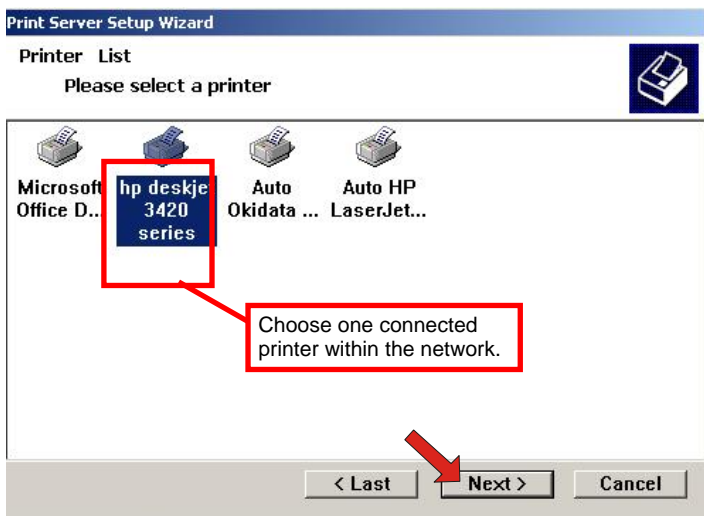 Print Server Setup Wizard
Printer List
Please select a printer
Microsoft
Office D...
hp deskje
3420
series
Auto
Okidata ...
Auto HP
LaserJet...
Choose one connected
printer within the network.
< Last
Next >
Cancel